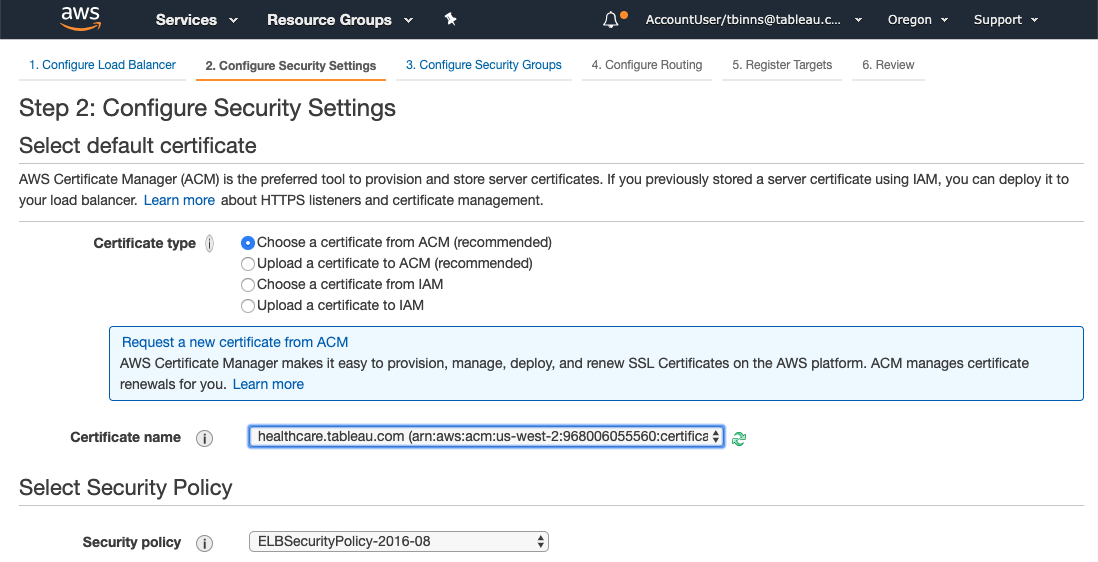 aws Services Resource Groups AccountUser/tbinns@tableau.c... Oregon Support
1. Configure Load Balancer 2. Configure Security Settings 3. Configure Security Groups 4. Configure Routing 5. Register Targets 6. Review
Step 2: Configure Security Settings
Select default certificate
AWS Certificate Manager (ACM) is the preferred tool to provision and store server certificates. If you previously stored a server certificate using IAM, you can deploy it to
your load balancer. Learn more about HTTPS listeners and certificate management.
Certificate type i Choose a certificate from ACM (recommended)
Upload a certificate to ACM (recommended)
Choose a certificate from IAM
Upload a certificate to IAM
Request a new certificate from ACM
AWS Certificate Manager makes it easy to provision, manage, deploy, and renew SSL Certificates on the AWS platform. ACM manages certificate
renewals for you. Learn more
Certificate name i healthcare.tableau.com (arn:aws:acm:us-west-2:968006055560:certifica
Select Security Policy
Security policy i ELBSecurityPolicy-2016-08